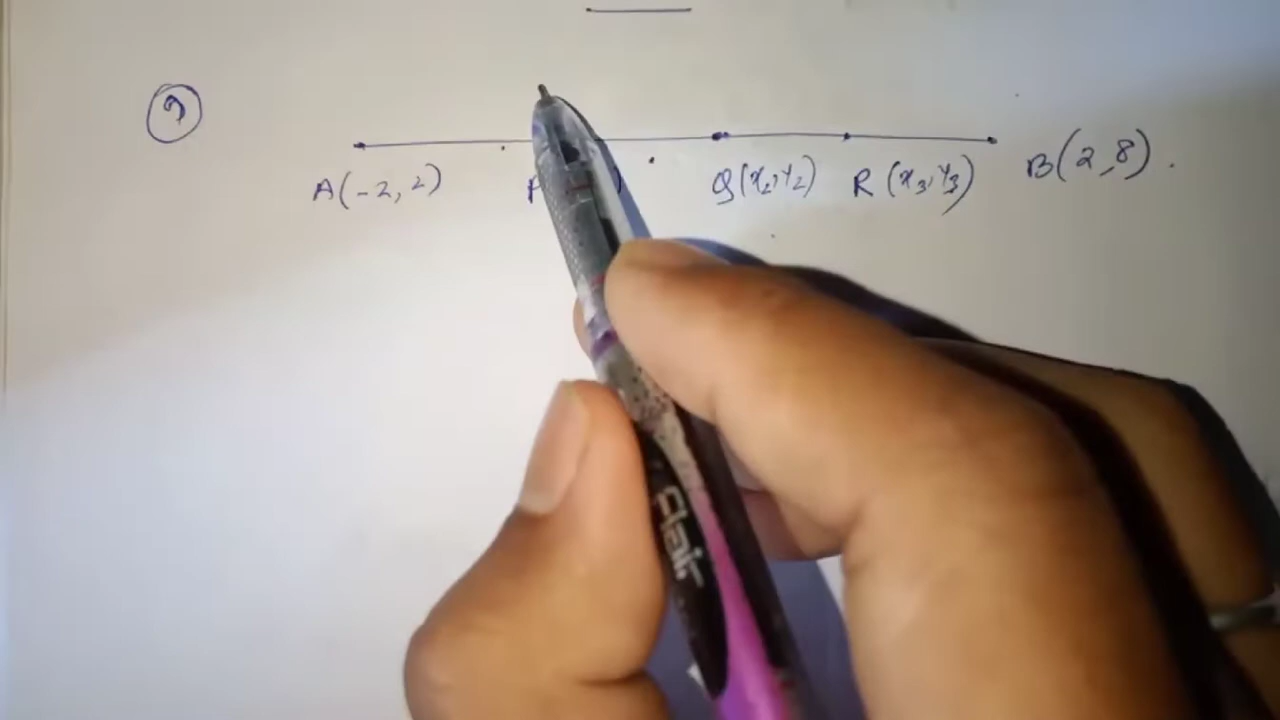 9
A(-2, 2) P ) Q(x₂, y₂) R(x₃, y₃) B(2, 8).
Flair